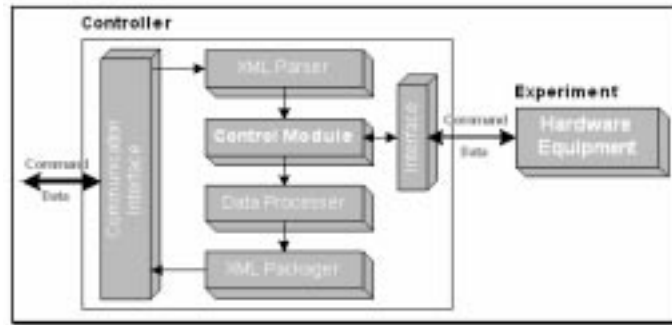 Controller
XML Parser
Experiment
Control Module
Interface
Command
Data
Hardware
Equipment
Command
Data
Communication
Interface
Data Processer
XML Packager